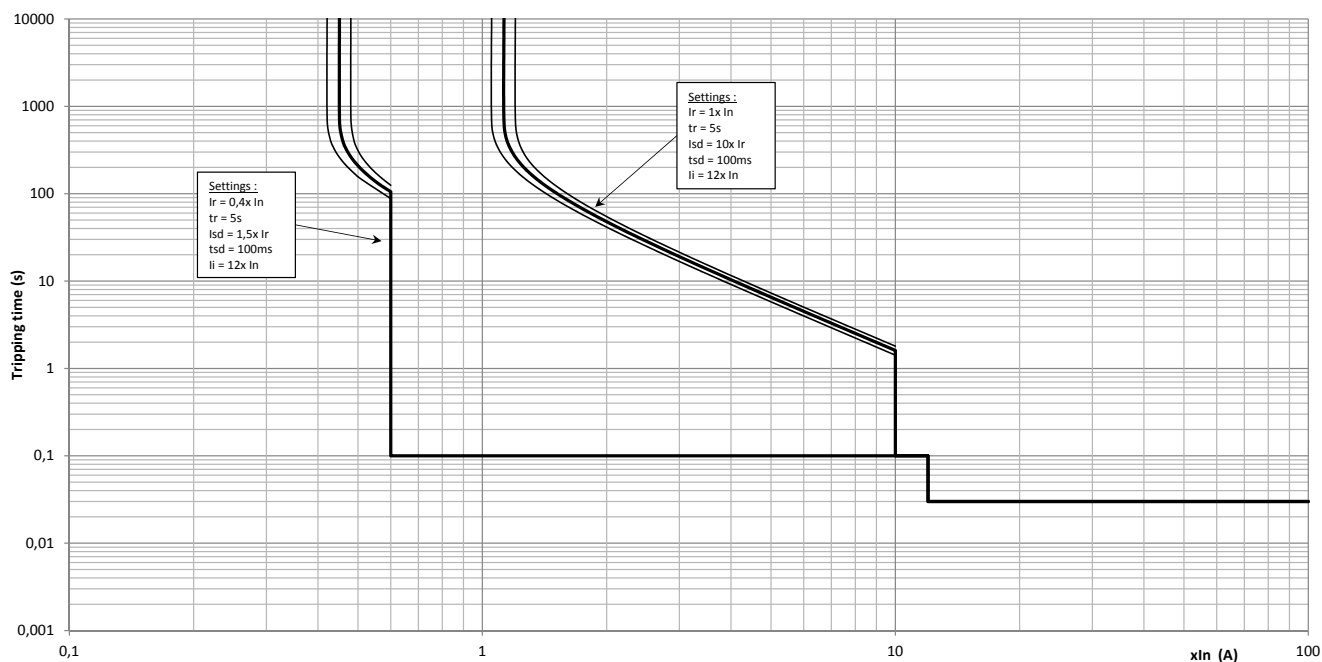 10000
1000
100
10
1
0,1
0,01
0,001
Tripping time (s)
Settings :
Ir = 0,4x In
tr = 5s
Isd = 1,5x Ir
tsd = 100ms
Ii = 12x In
Settings :
Ir = 1x In
tr = 5s
Isd = 10x Ir
tsd = 100ms
Ii = 12x In
0,1
1
10
100
xIn (A)